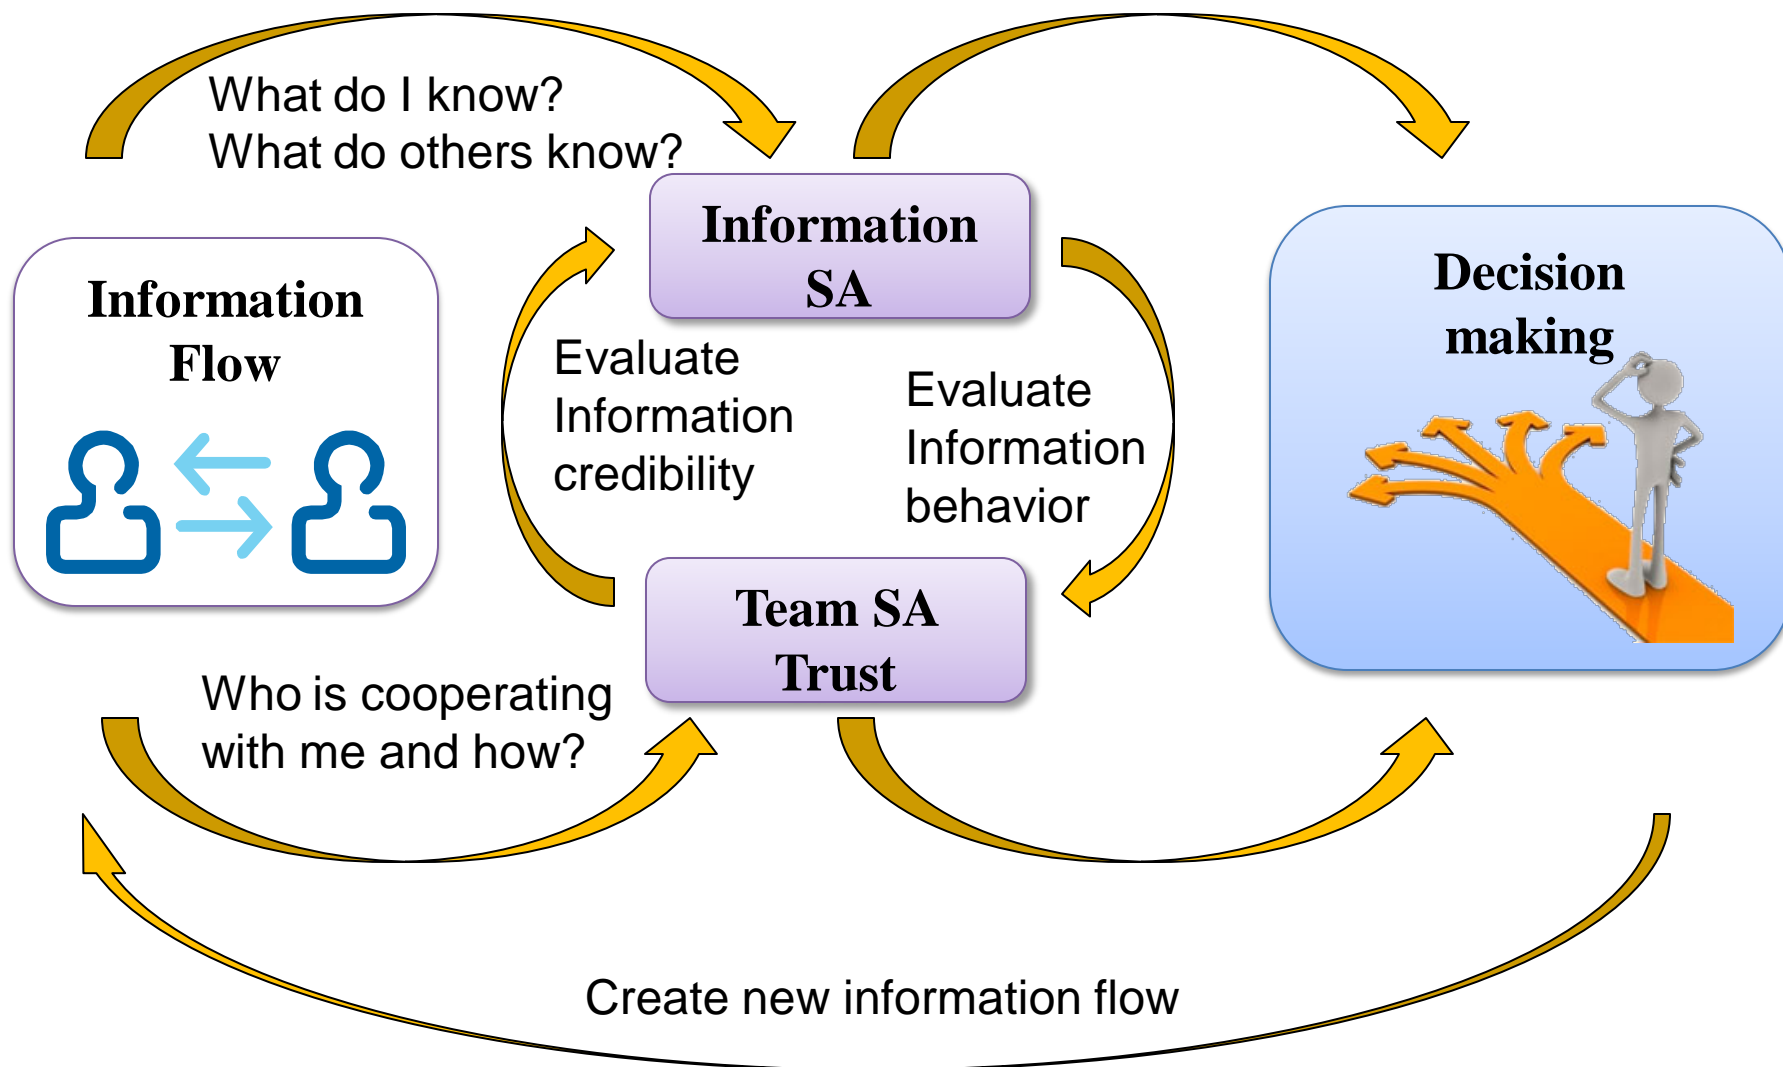 What do I know?
What do others know?
Information
SA
Information
Flow
Decision
making
Evaluate
Information
credibility
Evaluate
Information
behavior
Team SA
Trust
Who is cooperating
with me and how?
Create new information flow